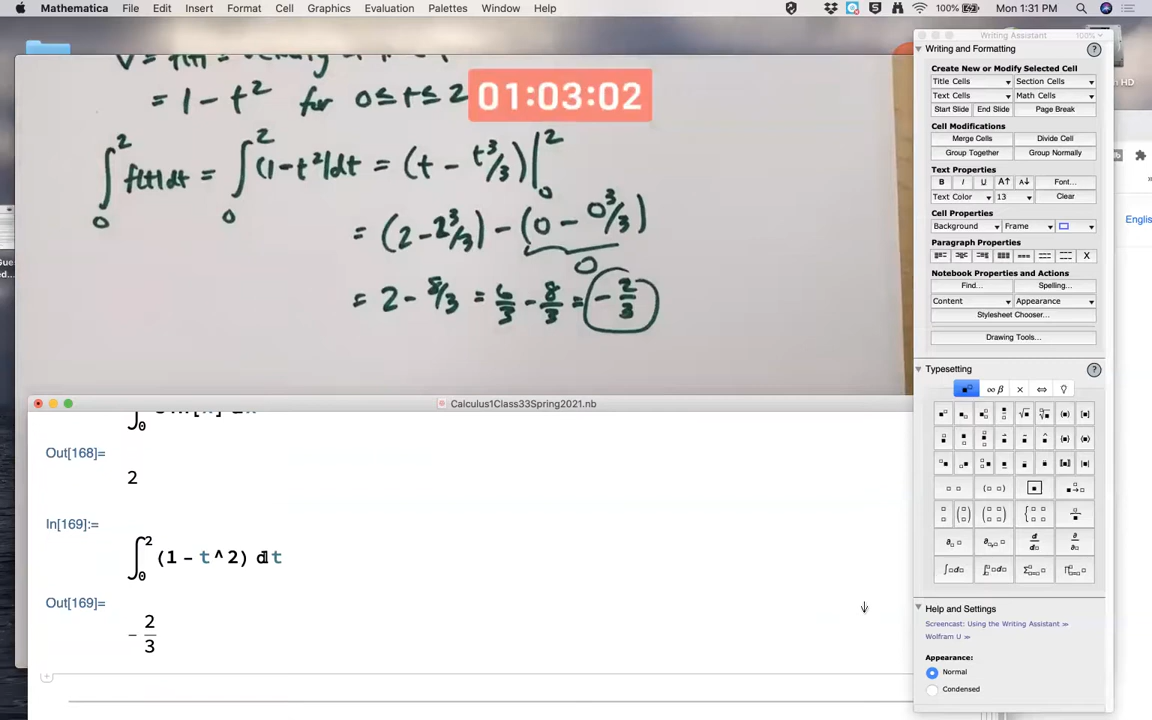 Mathematica File Edit Insert Format Cell Graphics Evaluation Palettes Window Help 100% Mon 1:31 PM
= 1 - t² for 0 ≤ t ≤ 2
01:03:02
∫₀² f(t) dt = ∫₀² (1-t²) dt = (t - t³/3)|₀²
= (2 - 2³/3) - (0 - 0³/3)
0
= 2 - 8/3 = 6/3 - 8/3 = -2/3
Calculus1Class33Spring2021.nb
Out[168]=
2
In[169]:=
∫₀² (1 - t^2) dt
Out[169]=
- 2/3
Writing Assistant 100%
Writing and Formatting ?
Create New or Modify Selected Cell
Title Cells Section Cells
Text Cells Math Cells
Start Slide End Slide Page Break
Cell Modifications
Merge Cells Divide Cell
Group Together Group Normally
Text Properties
B I U A↑ A↓ Font...
Text Color 13 Clear
Cell Properties
Background Frame
Paragraph Properties
X
Notebook Properties and Actions
Find... Spelling...
Content Appearance
Stylesheet Chooser...
Drawing Tools...
Typesetting ?
∞β × ⇔
Help and Settings
Screencast: Using the Writing Assistant ≫
Wolfram U ≫
Appearance:
Normal
Condensed
HD
Englis
Gue
ed...